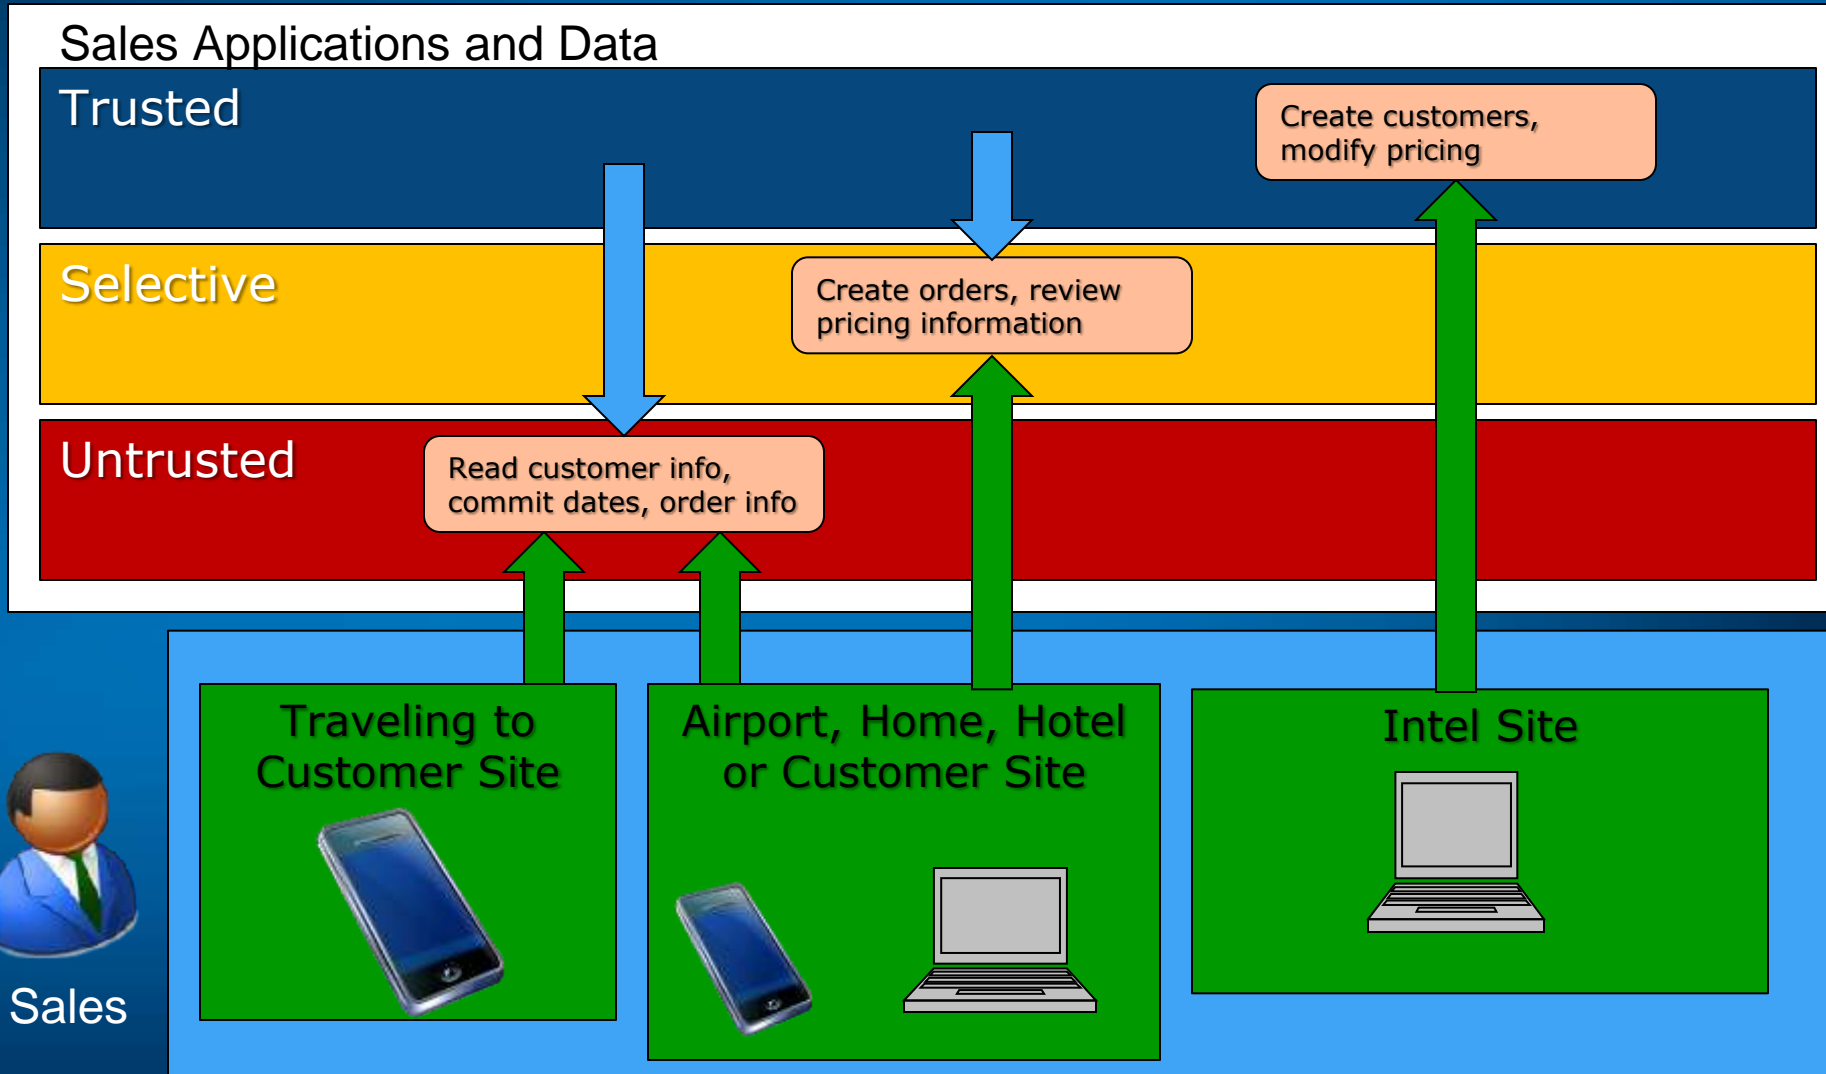 Sales Applications and Data
Trusted
Create customers,
modify pricing
Selective
Create orders, review
pricing information
Untrusted
Read customer info,
commit dates, order info
Traveling to
Customer Site
Airport, Home, Hotel
or Customer Site
Intel Site
Sales